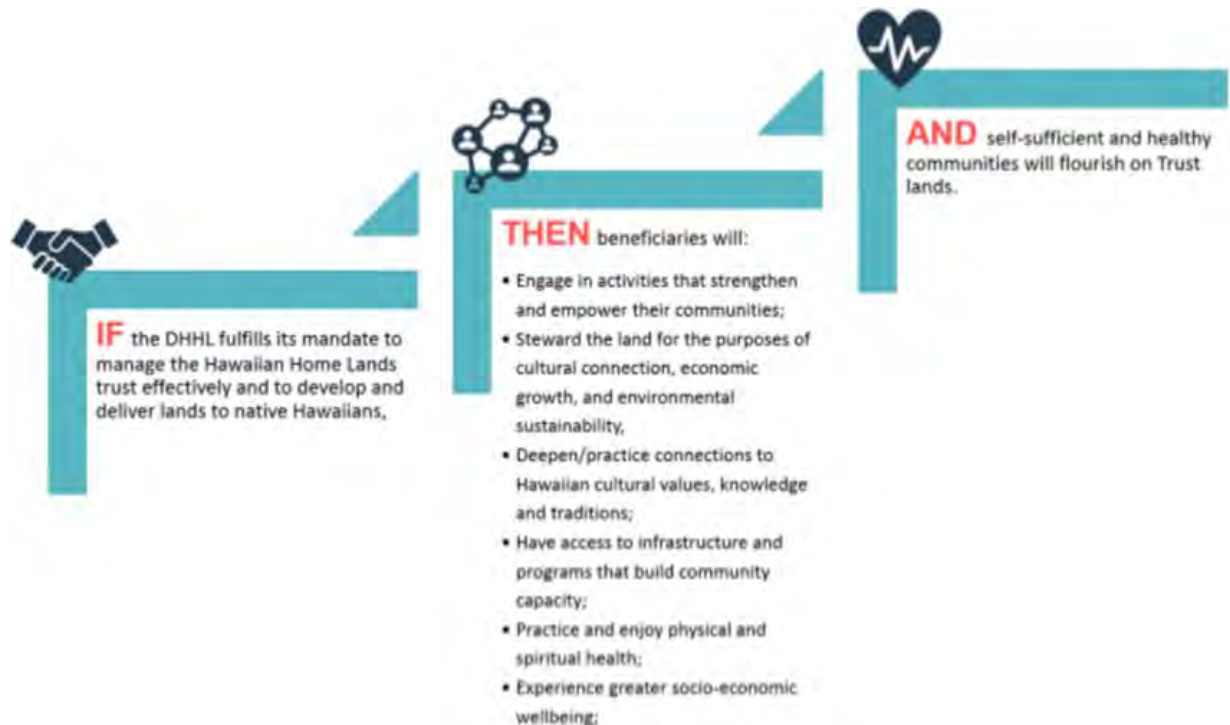 IF the DHHL fulfills its mandate to
manage the Hawaiian Home Lands
trust effectively and to develop and
deliver lands to native Hawaiians,
THEN beneficiaries will:
• Engage in activities that strengthen
and empower their communities;
• Steward the land for the purposes of
cultural connection, economic
growth, and environmental
sustainability,
• Deepen/practice connections to
Hawaiian cultural values, knowledge
and traditions;
• Have access to infrastructure and
programs that build community
capacity;
• Practice and enjoy physical and
spiritual health;
• Experience greater socio-economic
wellbeing;
AND self-sufficient and healthy
communities will flourish on Trust
lands.